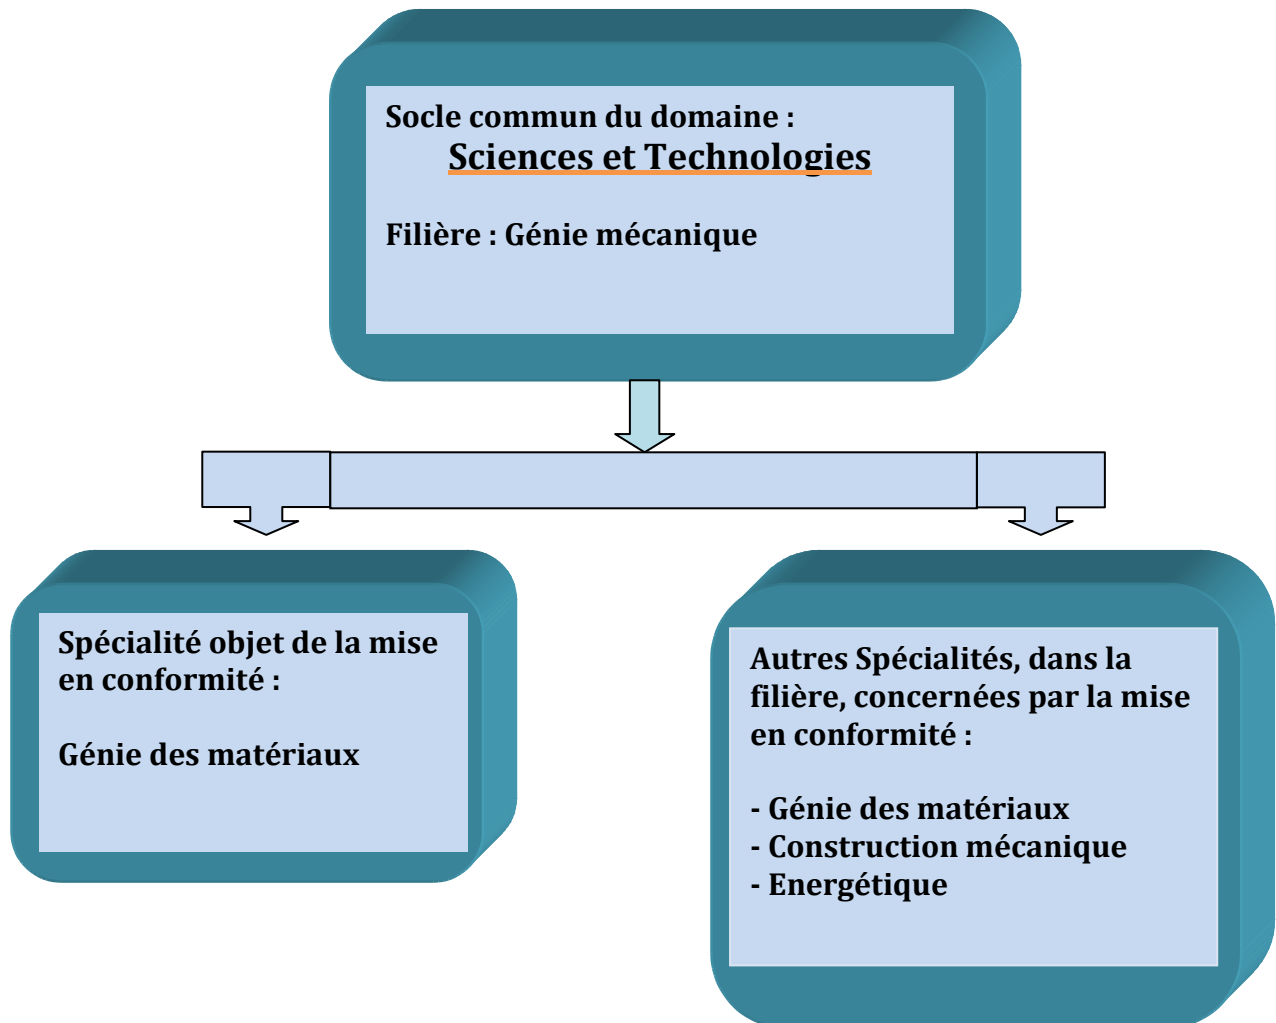 Socle commun du domaine :
Sciences et Technologies
Filière : Génie mécanique
Spécialité objet de la mise
en conformité :
Génie des matériaux
Autres Spécialités, dans la
filière, concernées par la mise
en conformité :
- Génie des matériaux
- Construction mécanique
- Energétique